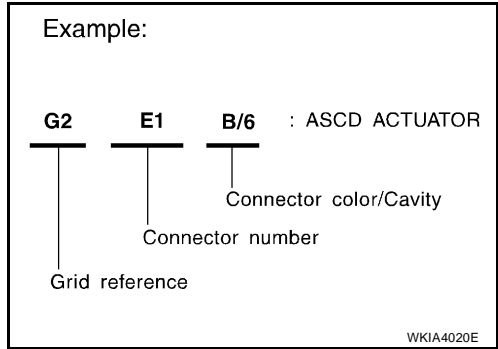 Example:
G2 E1 B/6 : ASCD ACTUATOR
Connector color/Cavity
Connector number
Grid reference
WKIA4020E